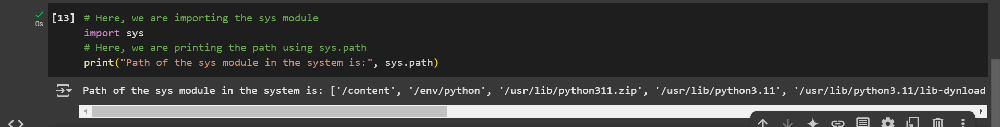 [13] # Here, we are importing the sys module
0s
import sys
# Here, we are printing the path using sys.path
print("Path of the sys module in the system is:", sys.path)
Path of the sys module in the system is: ['/content', '/env/python', '/usr/lib/python311.zip', '/usr/lib/python3.11', '/usr/lib/python3.11/lib-dynload